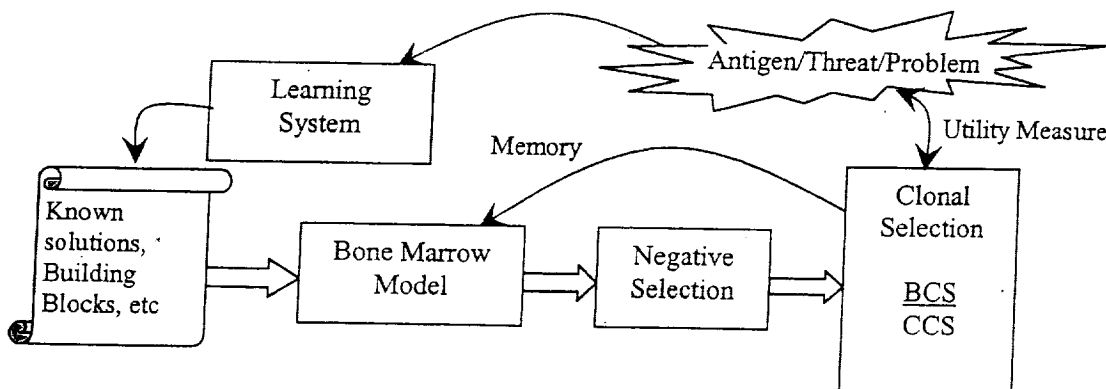 Antigen/Threat/Problem
Learning
System
Utility Measure
Memory
Known
solutions,
Building
Blocks, etc
Bone Marrow
Model
Negative
Selection
Clonal
Selection
BCS
CCS